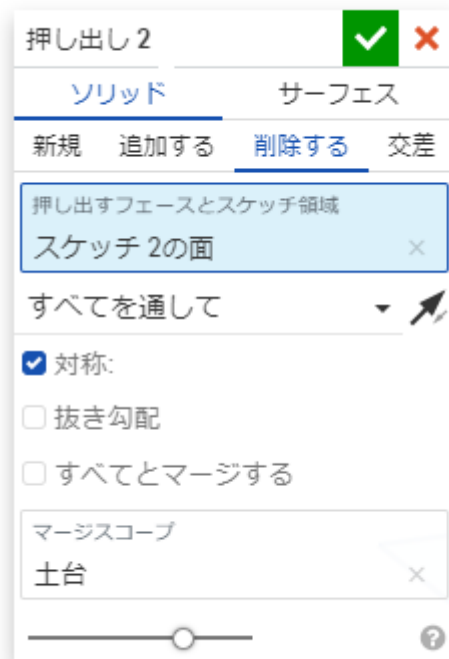 押し出し 2
ソリッド サーフェス
新規 追加する 削除する 交差
押し出すフェースとスケッチ領域
スケッチ 2の面
すべてを通して
対称:
抜き勾配
すべてとマージする
マージスコープ
土台